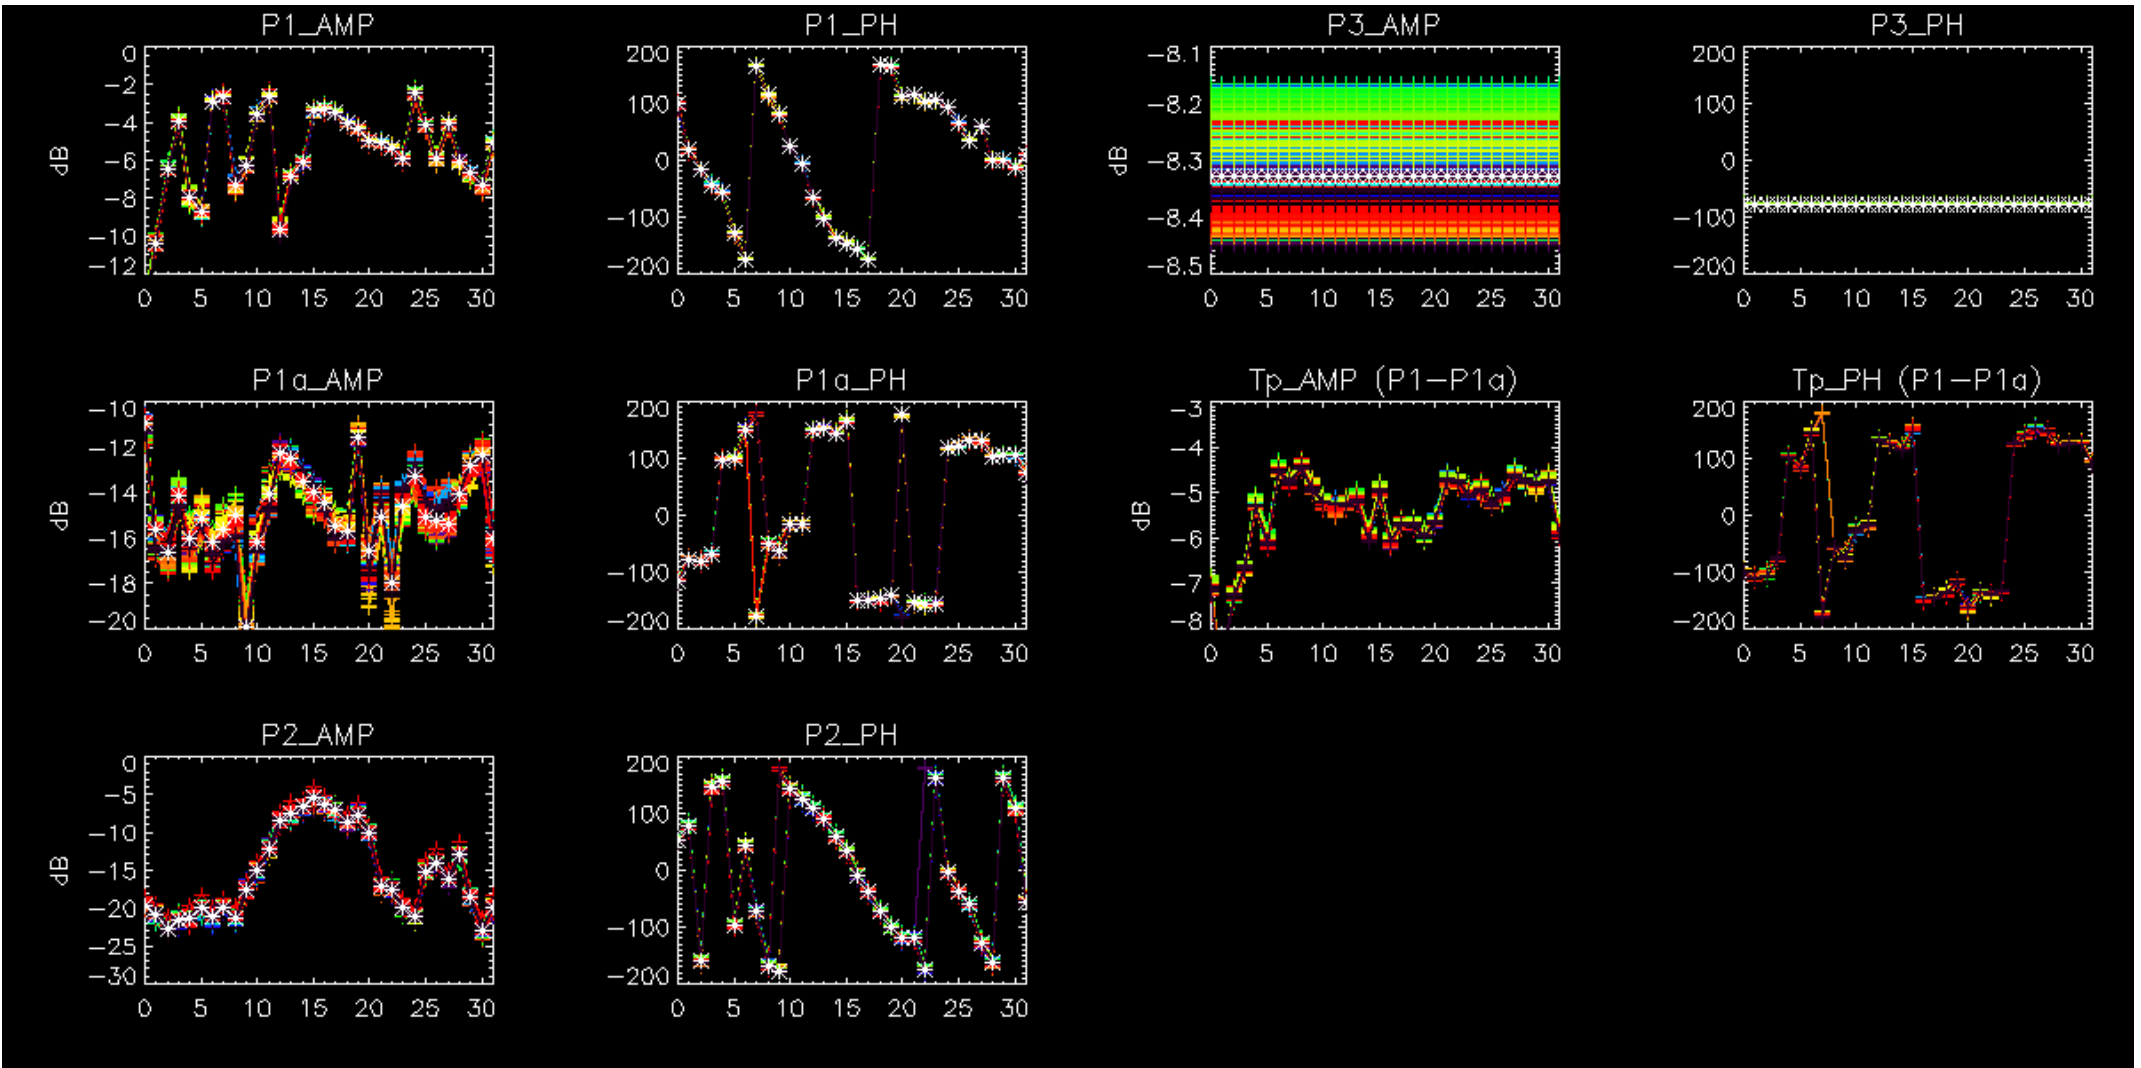 P1_AMP
0
−2
−4
−6
−8
−10
−12
dB
0 5 10 15 20 25 30
P1_PH
200
100
0
−100
−200
0 5 10 15 20 25 30
P3_AMP
−8.1
−8.2
−8.3
−8.4
−8.5
dB
0 5 10 15 20 25 30
P3_PH
200
100
0
−100
−200
0 5 10 15 20 25 30
P1a_AMP
−10
−12
−14
−16
−18
−20
dB
0 5 10 15 20 25 30
P1a_PH
200
100
0
−100
−200
0 5 10 15 20 25 30
Tp_AMP (P1−P1a)
−3
−4
−5
−6
−7
−8
dB
0 5 10 15 20 25 30
Tp_PH (P1−P1a)
200
100
0
−100
−200
0 5 10 15 20 25 30
P2_AMP
0
−5
−10
−15
−20
−25
−30
dB
0 5 10 15 20 25 30
P2_PH
200
100
0
−100
−200
0 5 10 15 20 25 30